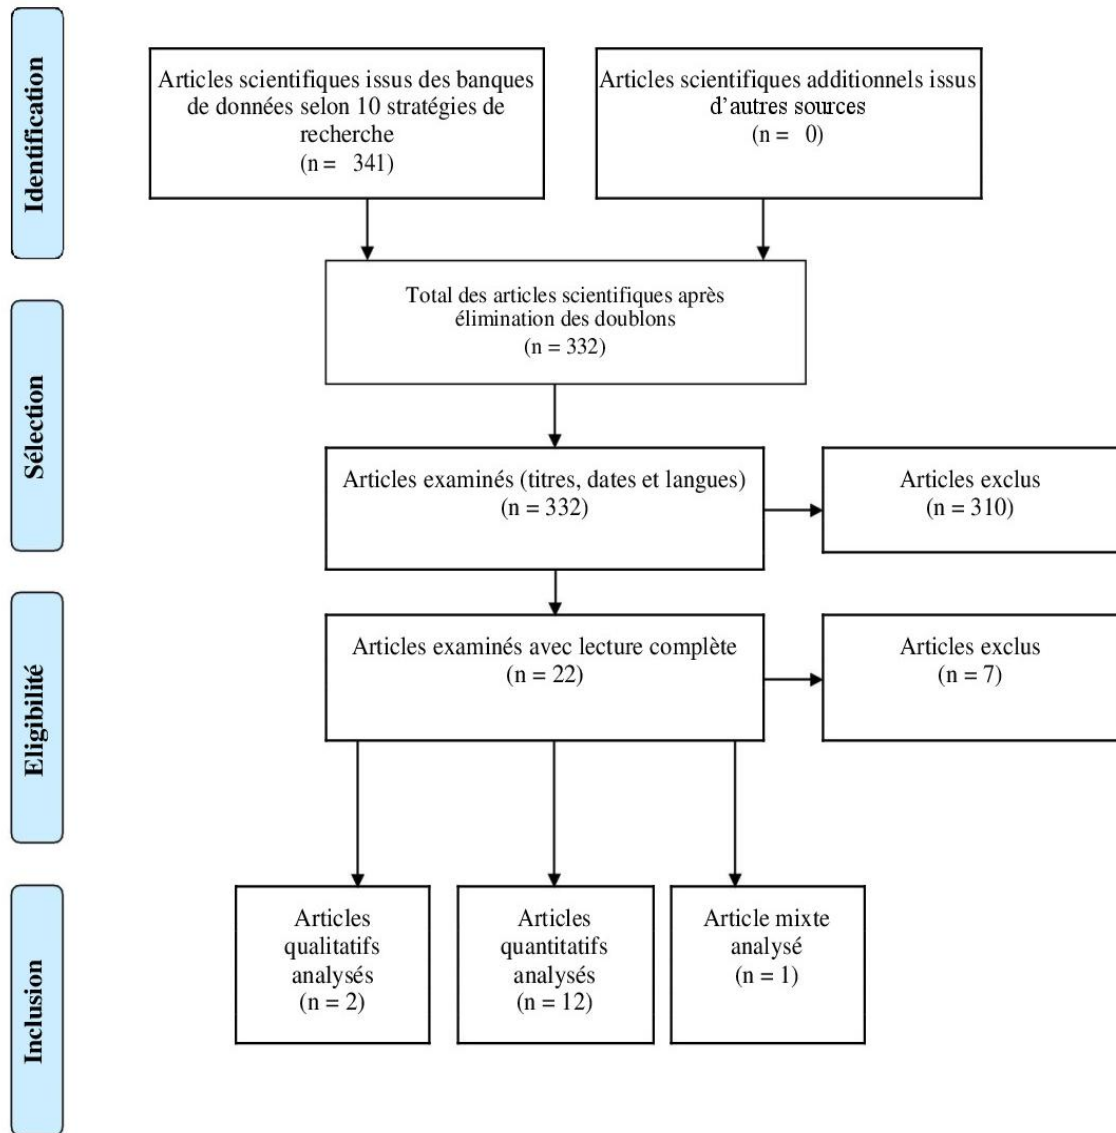 Identification
Articles scientifiques issus des banques
de données selon 10 stratégies de
recherche
(n = 341)
Articles scientifiques additionnels issus
d'autres sources
(n = 0)
Sélection
Total des articles scientifiques après
élimination des doublons
(n = 332)
Articles examinés (titres, dates et langues)
(n = 332)
Articles exclus
(n = 310)
Eligibilité
Articles examinés avec lecture complète
(n = 22)
Articles exclus
(n = 7)
Inclusion
Articles
qualitatifs
analysés
(n = 2)
Articles
quantitatifs
analysés
(n = 12)
Article mixte
analysé
(n = 1)